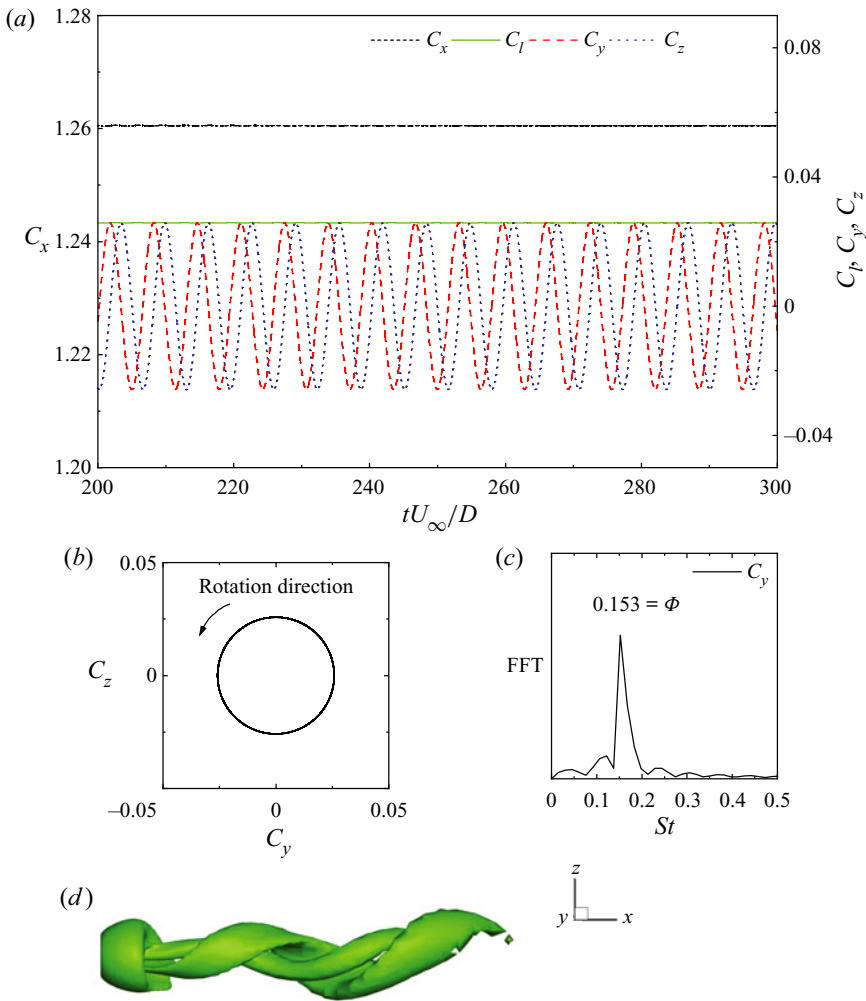 (a)
1.28
1.26
1.24
1.22
1.20
C_x
C_x C_l C_y C_z
0.08
0.04
0
–0.04
C_l, C_y, C_z
200 220 240 260 280 300
tU_∞/D
(b)
0.05
Rotation direction
C_z
0
–0.05 0 0.05
C_y
(c)
C_y
0.153 = Φ
FFT
0 0.1 0.2 0.3 0.4 0.5
St
(d)
z
y x